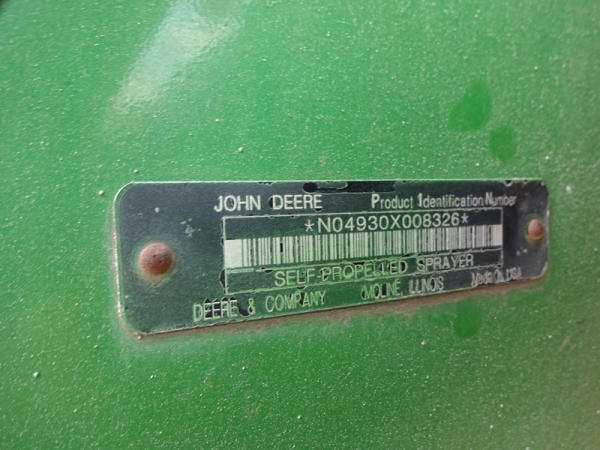 JOHN DEERE Product Identification Number
*N04930X008326*
SELF-PROPELLED SPRAYER
DEERE & COMPANY MOLINE, ILLINOIS Made In USA